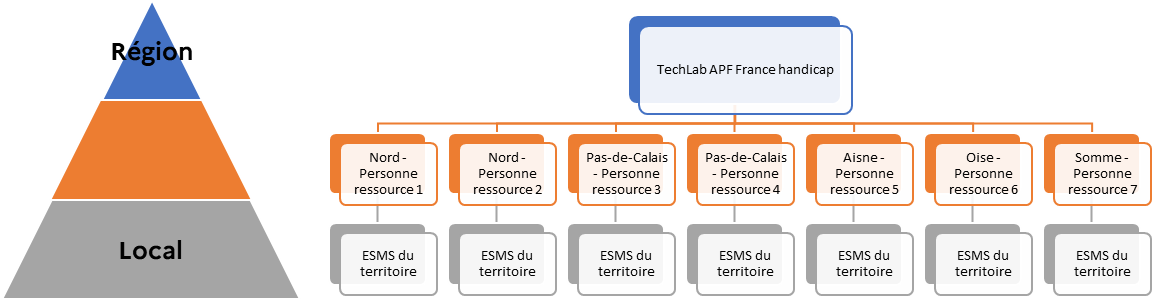 Région
TechLab APF France handicap
Nord -
Personne
ressource 1
Nord -
Personne
ressource 2
Pas-de-Calais
- Personne
ressource 3
Pas-de-Calais
- Personne
ressource 4
Aisne -
Personne
ressource 5
Oise -
Personne
ressource 6
Somme -
Personne
ressource 7
Local
ESMS du
territoire
ESMS du
territoire
ESMS du
territoire
ESMS du
territoire
ESMS du
territoire
ESMS du
territoire
ESMS du
territoire